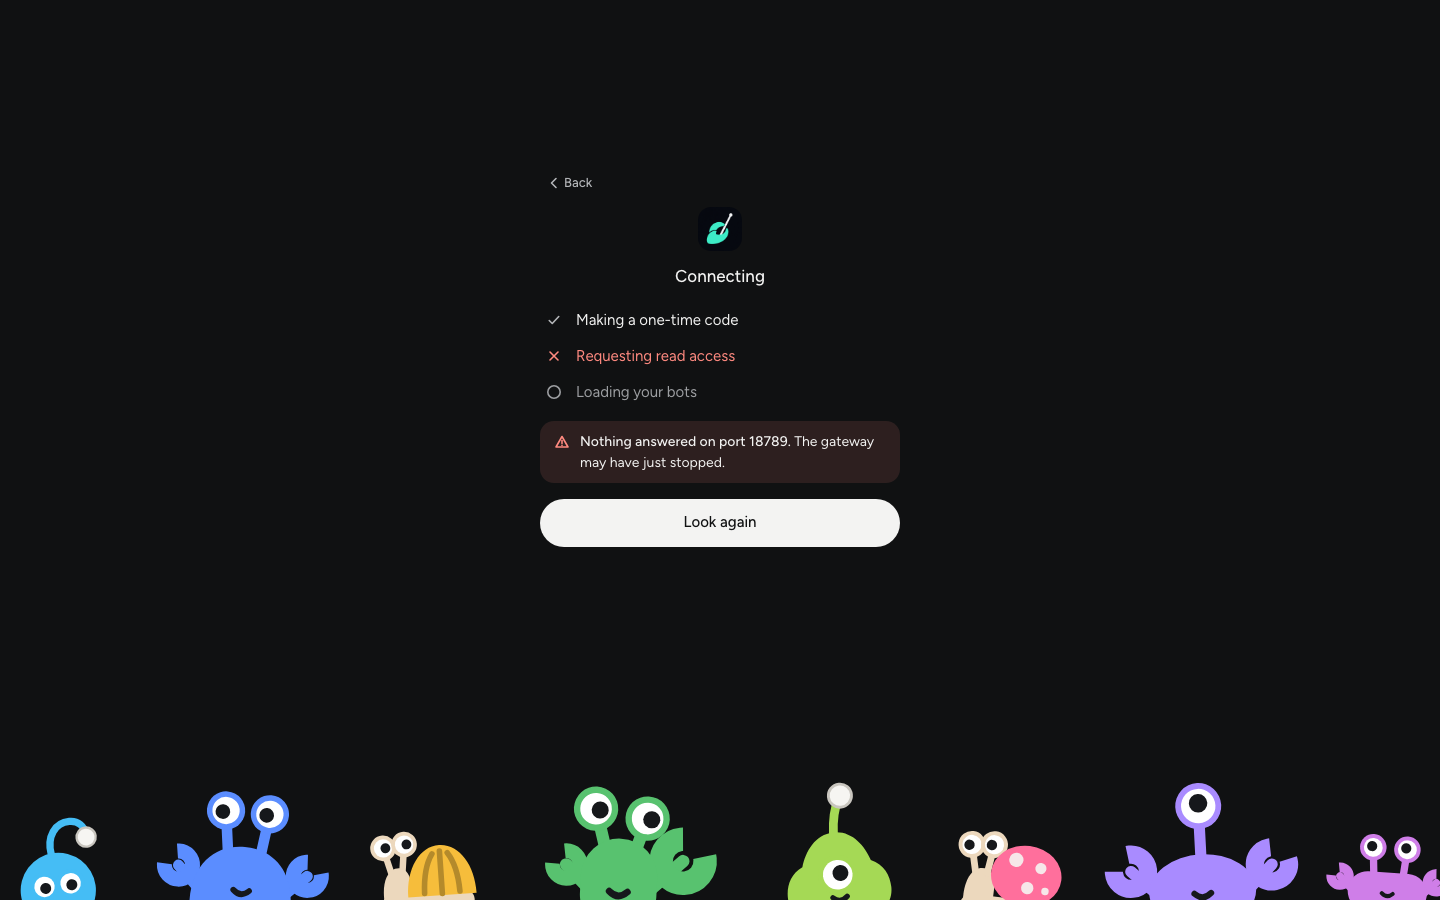 Back
Connecting
Making a one-time code
Requesting read access
Loading your bots
Nothing answered on port 18789. The gateway
may have just stopped.
Look again